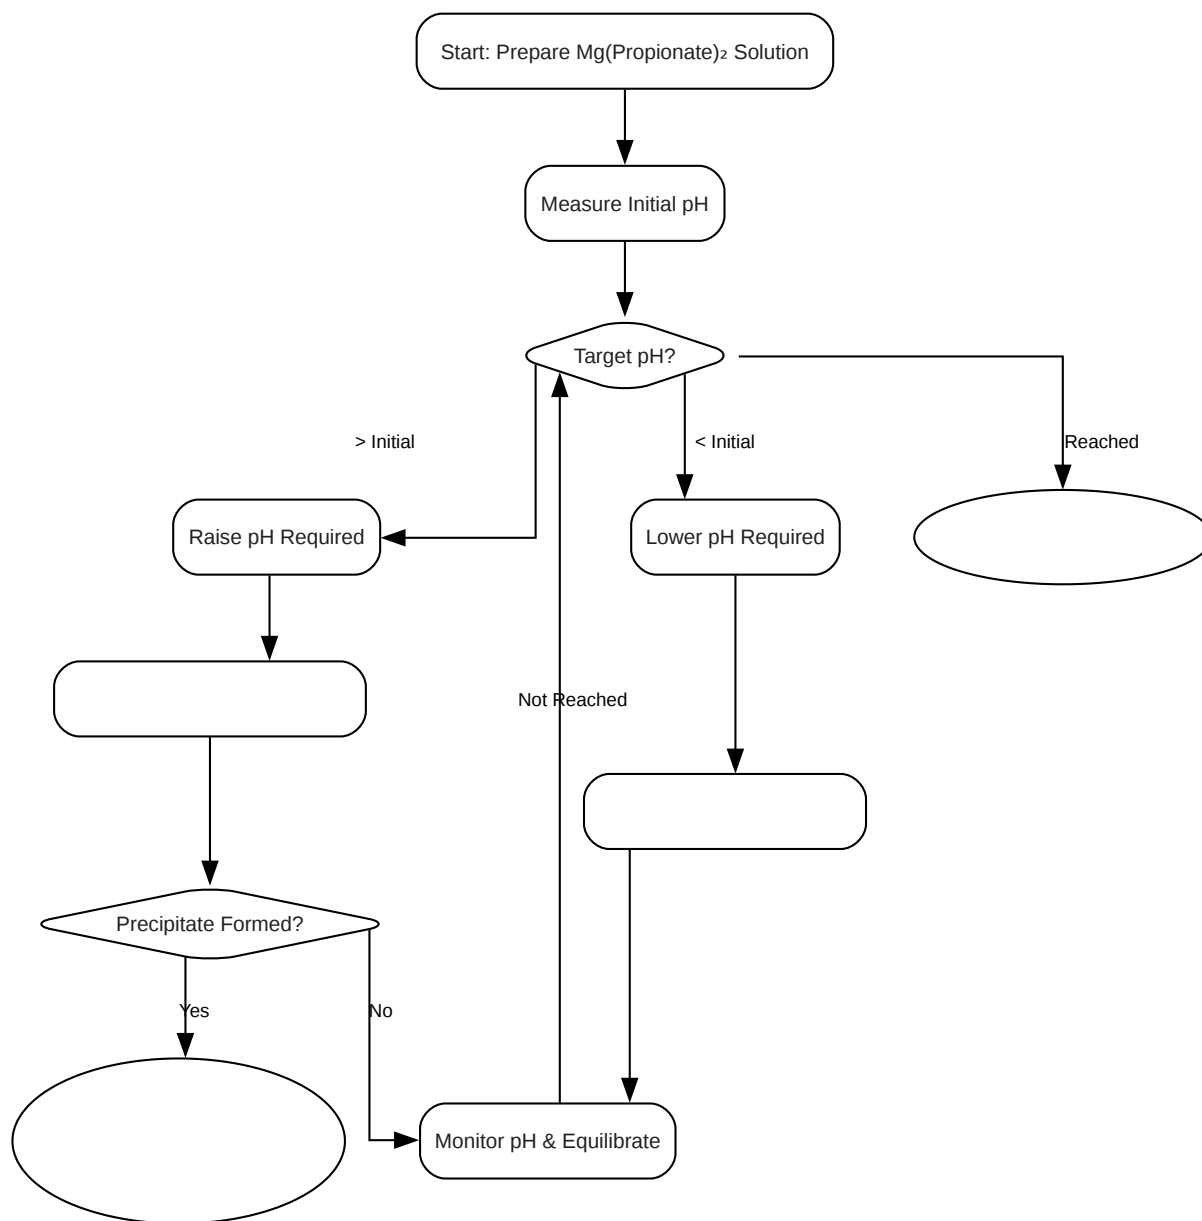 Start: Prepare Mg(Propionate)₂ Solution
Measure Initial pH
Target pH?
> Initial
< Initial
Reached
Raise pH Required
Lower pH Required
Not Reached
Precipitate Formed?
Yes
No
Monitor pH & Equilibrate